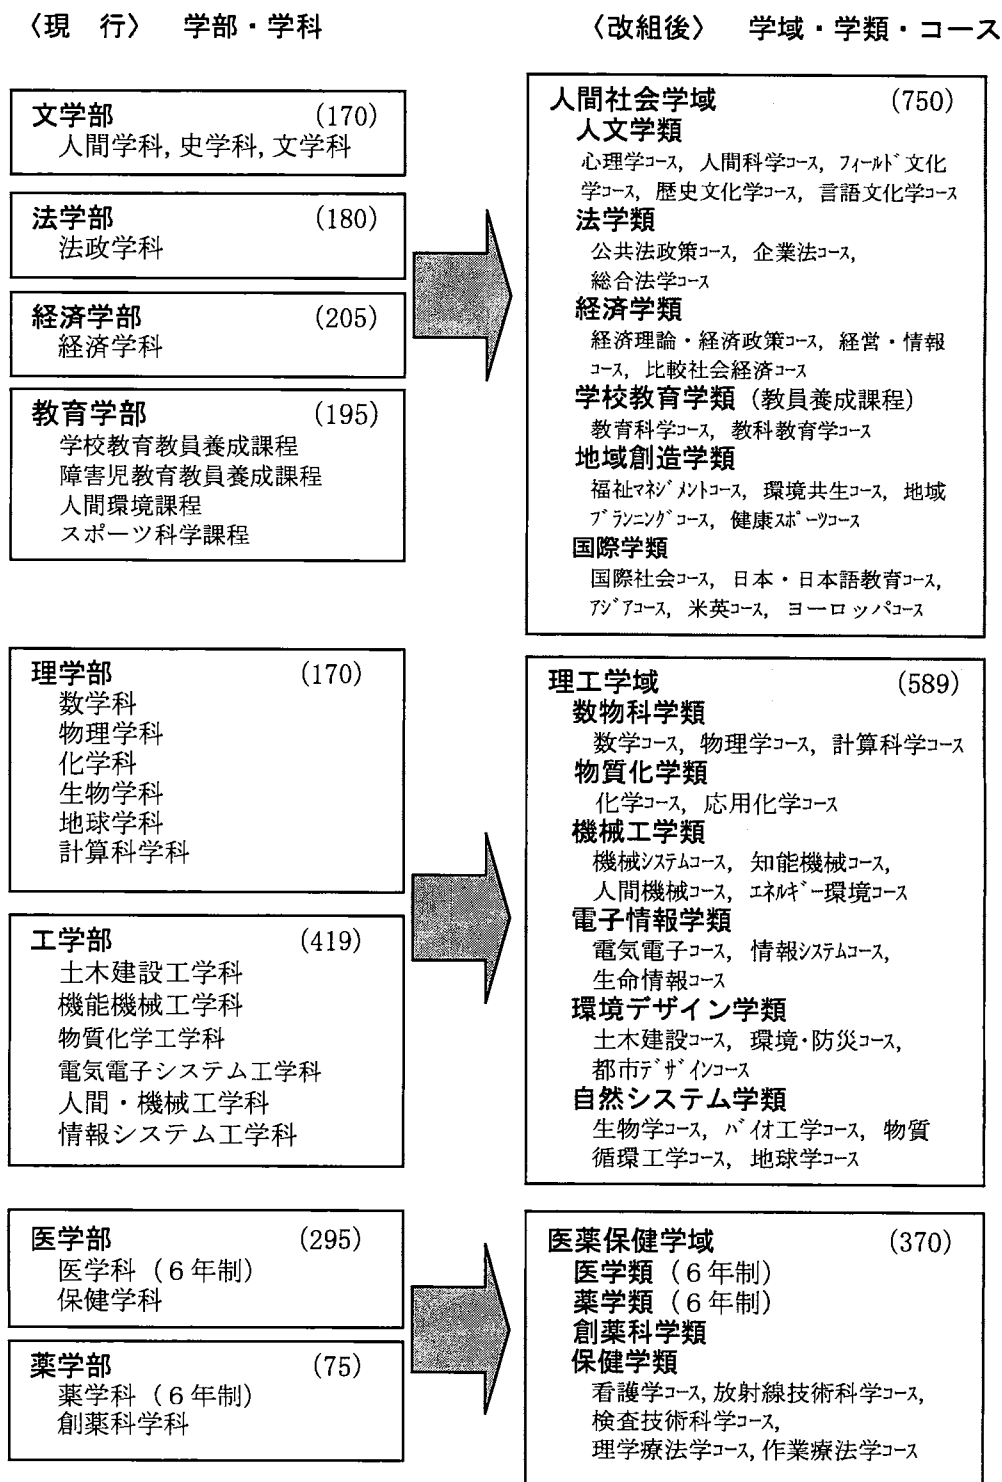 〈現　行〉　学部・学科
文学部 (170)
人間学科, 史学科, 文学科
法学部 (180)
法政学科
経済学部 (205)
経済学科
教育学部 (195)
学校教育教員養成課程
障害児教育教員養成課程
人間環境課程
スポーツ科学課程
理学部 (170)
数学科
物理学科
化学科
生物学科
地球学科
計算科学科
工学部 (419)
土木建設工学科
機能機械工学科
物質化学工学科
電気電子システム工学科
人間・機械工学科
情報システム工学科
医学部 (295)
医学科（６年制）
保健学科
薬学部 (75)
薬学科（６年制）
創薬科学科
〈改組後〉　学域・学類・コース
人間社会学域 (750)
人文学類
心理学ｺｰｽ, 人間科学ｺｰｽ, ﾌｨｰﾙﾄﾞ文化
学ｺｰｽ, 歴史文化学ｺｰｽ, 言語文化学ｺｰｽ
法学類
公共法政策ｺｰｽ, 企業法ｺｰｽ,
総合法学ｺｰｽ
経済学類
経済理論・経済政策ｺｰｽ, 経営・情報
ｺｰｽ, 比較社会経済ｺｰｽ
学校教育学類（教員養成課程）
教育科学ｺｰｽ, 教科教育学ｺｰｽ
地域創造学類
福祉ﾏﾈｼﾞﾒﾝﾄｺｰｽ, 環境共生ｺｰｽ, 地域
ﾌﾟﾗﾝﾆﾝｸﾞｺｰｽ, 健康ｽﾎﾟｰﾂｺｰｽ
国際学類
国際社会ｺｰｽ, 日本・日本語教育ｺｰｽ,
ｱｼﾞｱｺｰｽ, 米英ｺｰｽ, ヨーロッパｺｰｽ
理工学域 (589)
数物科学類
数学ｺｰｽ, 物理学ｺｰｽ, 計算科学ｺｰｽ
物質化学類
化学ｺｰｽ, 応用化学ｺｰｽ
機械工学類
機械ｼｽﾃﾑｺｰｽ, 知能機械ｺｰｽ,
人間機械ｺｰｽ, ｴﾈﾙｷﾞｰ環境ｺｰｽ
電子情報学類
電気電子ｺｰｽ, 情報ｼｽﾃﾑｺｰｽ,
生命情報ｺｰｽ
環境デザイン学類
土木建設ｺｰｽ, 環境・防災ｺｰｽ,
都市ﾃﾞｻﾞｲﾝｺｰｽ
自然システム学類
生物学ｺｰｽ, ﾊﾞｲｵ工学ｺｰｽ, 物質
循環工学ｺｰｽ, 地球学ｺｰｽ
医薬保健学域 (370)
医学類（６年制）
薬学類（６年制）
創薬科学類
保健学類
看護学ｺｰｽ, 放射線技術科学ｺｰｽ,
検査技術科学ｺｰｽ,
理学療法学ｺｰｽ, 作業療法学ｺｰｽ